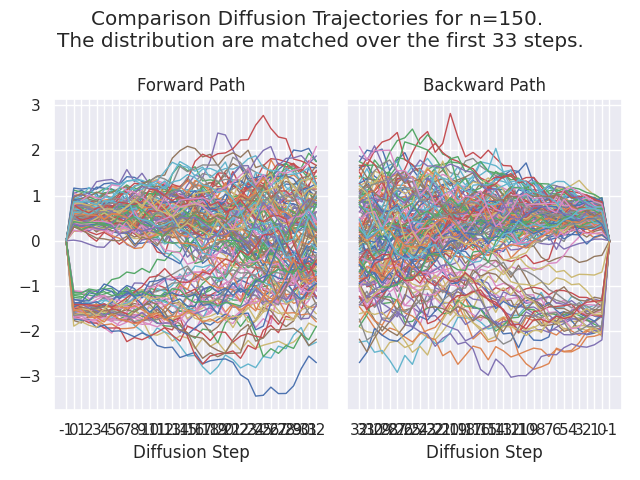 Comparison Diffusion Trajectories for n=150.
The distribution are matched over the first 33 steps.
Forward Path
Backward Path
3
2
1
0
−1
−2
−3
Diffusion Step
Diffusion Step